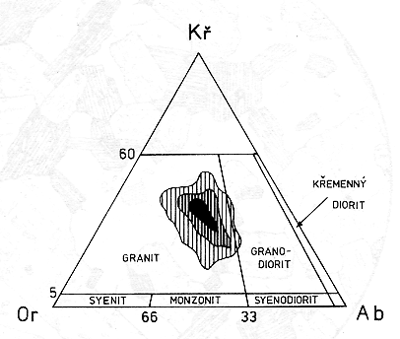 Kř
60
KŘEMENNÝ
DIORIT
GRANIT
GRANO-
DIORIT
5
SYENIT
MONZONIT
SYENODIORIT
Or
66
33
Ab